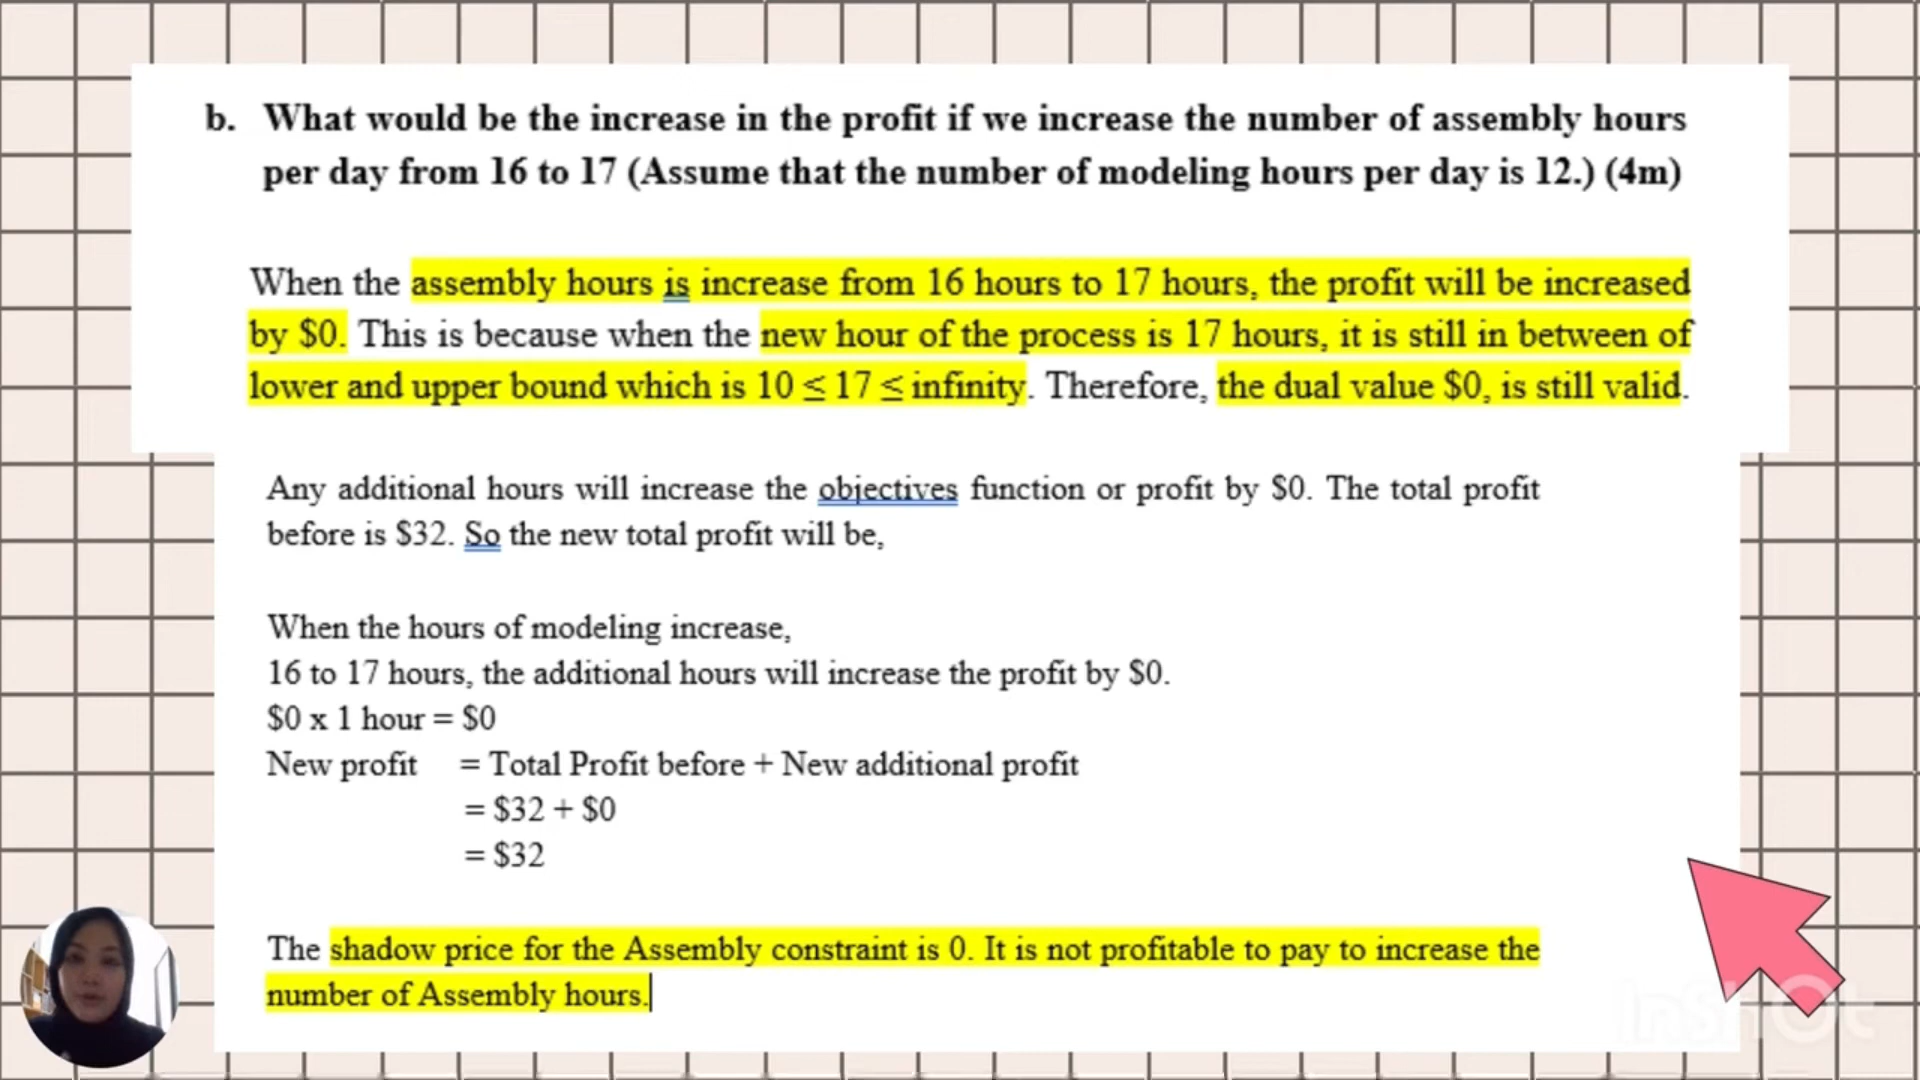 b. What would be the increase in the profit if we increase the number of assembly hours
per day from 16 to 17 (Assume that the number of modeling hours per day is 12.) (4m)
When the assembly hours is increase from 16 hours to 17 hours, the profit will be increased
by $0. This is because when the new hour of the process is 17 hours, it is still in between of
lower and upper bound which is 10 ≤ 17 ≤ infinity. Therefore, the dual value $0, is still valid.
Any additional hours will increase the objectives function or profit by $0. The total profit
before is $32. So the new total profit will be,
When the hours of modeling increase,
16 to 17 hours, the additional hours will increase the profit by $0.
$0 x 1 hour = $0
New profit = Total Profit before + New additional profit
= $32 + $0
= $32
The shadow price for the Assembly constraint is 0. It is not profitable to pay to increase the
number of Assembly hours.
InShOt